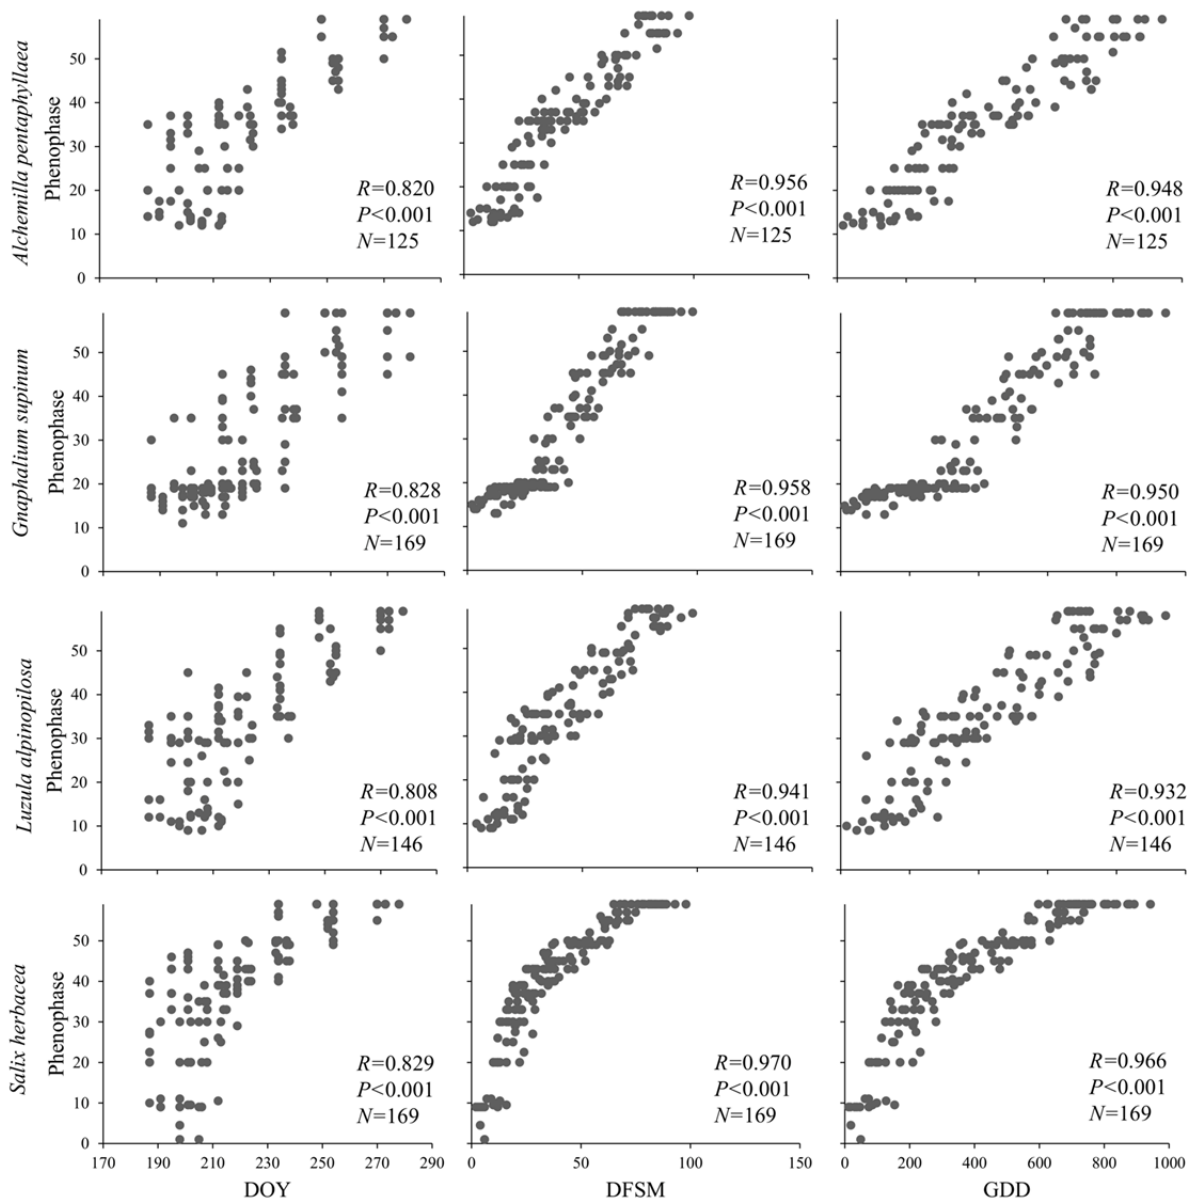 Alchemilla pentaphyllaea
Phenophase
50
40
30
20
10
0
R=0.820
P<0.001
N=125
R=0.956
P<0.001
N=125
R=0.948
P<0.001
N=125
Gnaphalium supinum
Phenophase
50
40
30
20
10
0
R=0.828
P<0.001
N=169
R=0.958
P<0.001
N=169
R=0.950
P<0.001
N=169
Luzula alpinopilosa
Phenophase
50
40
30
20
10
0
R=0.808
P<0.001
N=146
R=0.941
P<0.001
N=146
R=0.932
P<0.001
N=146
Salix herbacea
Phenophase
50
40
30
20
10
0
R=0.829
P<0.001
N=169
R=0.970
P<0.001
N=169
R=0.966
P<0.001
N=169
170 190 210 230 250 270 290
0 50 100 150
0 200 400 600 800 1000
DOY
DFSM
GDD